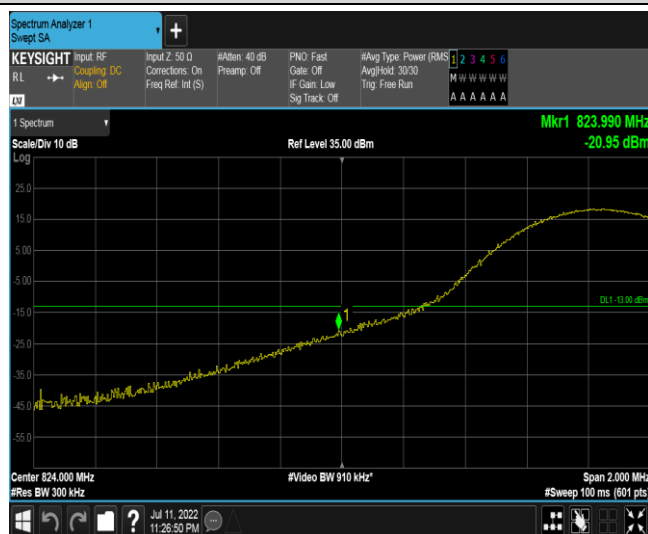 Spectrum Analyzer 1
Swept SA
+
KEYSIGHT
RL
LXI
Input: RF
Coupling: DC
Align: Off
Input Z: 50 Ω
Corrections: On
Freq Ref: Int (S)
#Atten: 40 dB
Preamp: Off
PNO: Fast
Gate: Off
IF Gain: Low
Sig Track: Off
#Avg Type: Power (RMS
Avg|Hold: 30/30
Trig: Free Run
1 2 3 4 5 6
M W W W W W
A A A A A A
1 Spectrum
Mkr1 823.990 MHz
Scale/Div 10 dB
Ref Level 35.00 dBm
-20.95 dBm
Log
25.0
15.0
5.00
-5.00
DL1 -13.00 dBm
-15.0
1
-25.0
-35.0
-45.0
-55.0
Center 824.000 MHz
#Video BW 910 kHz*
Span 2.000 MHz
#Res BW 300 kHz
#Sweep 100 ms (601 pts)
?
Jul 11, 2022
11:26:50 PM